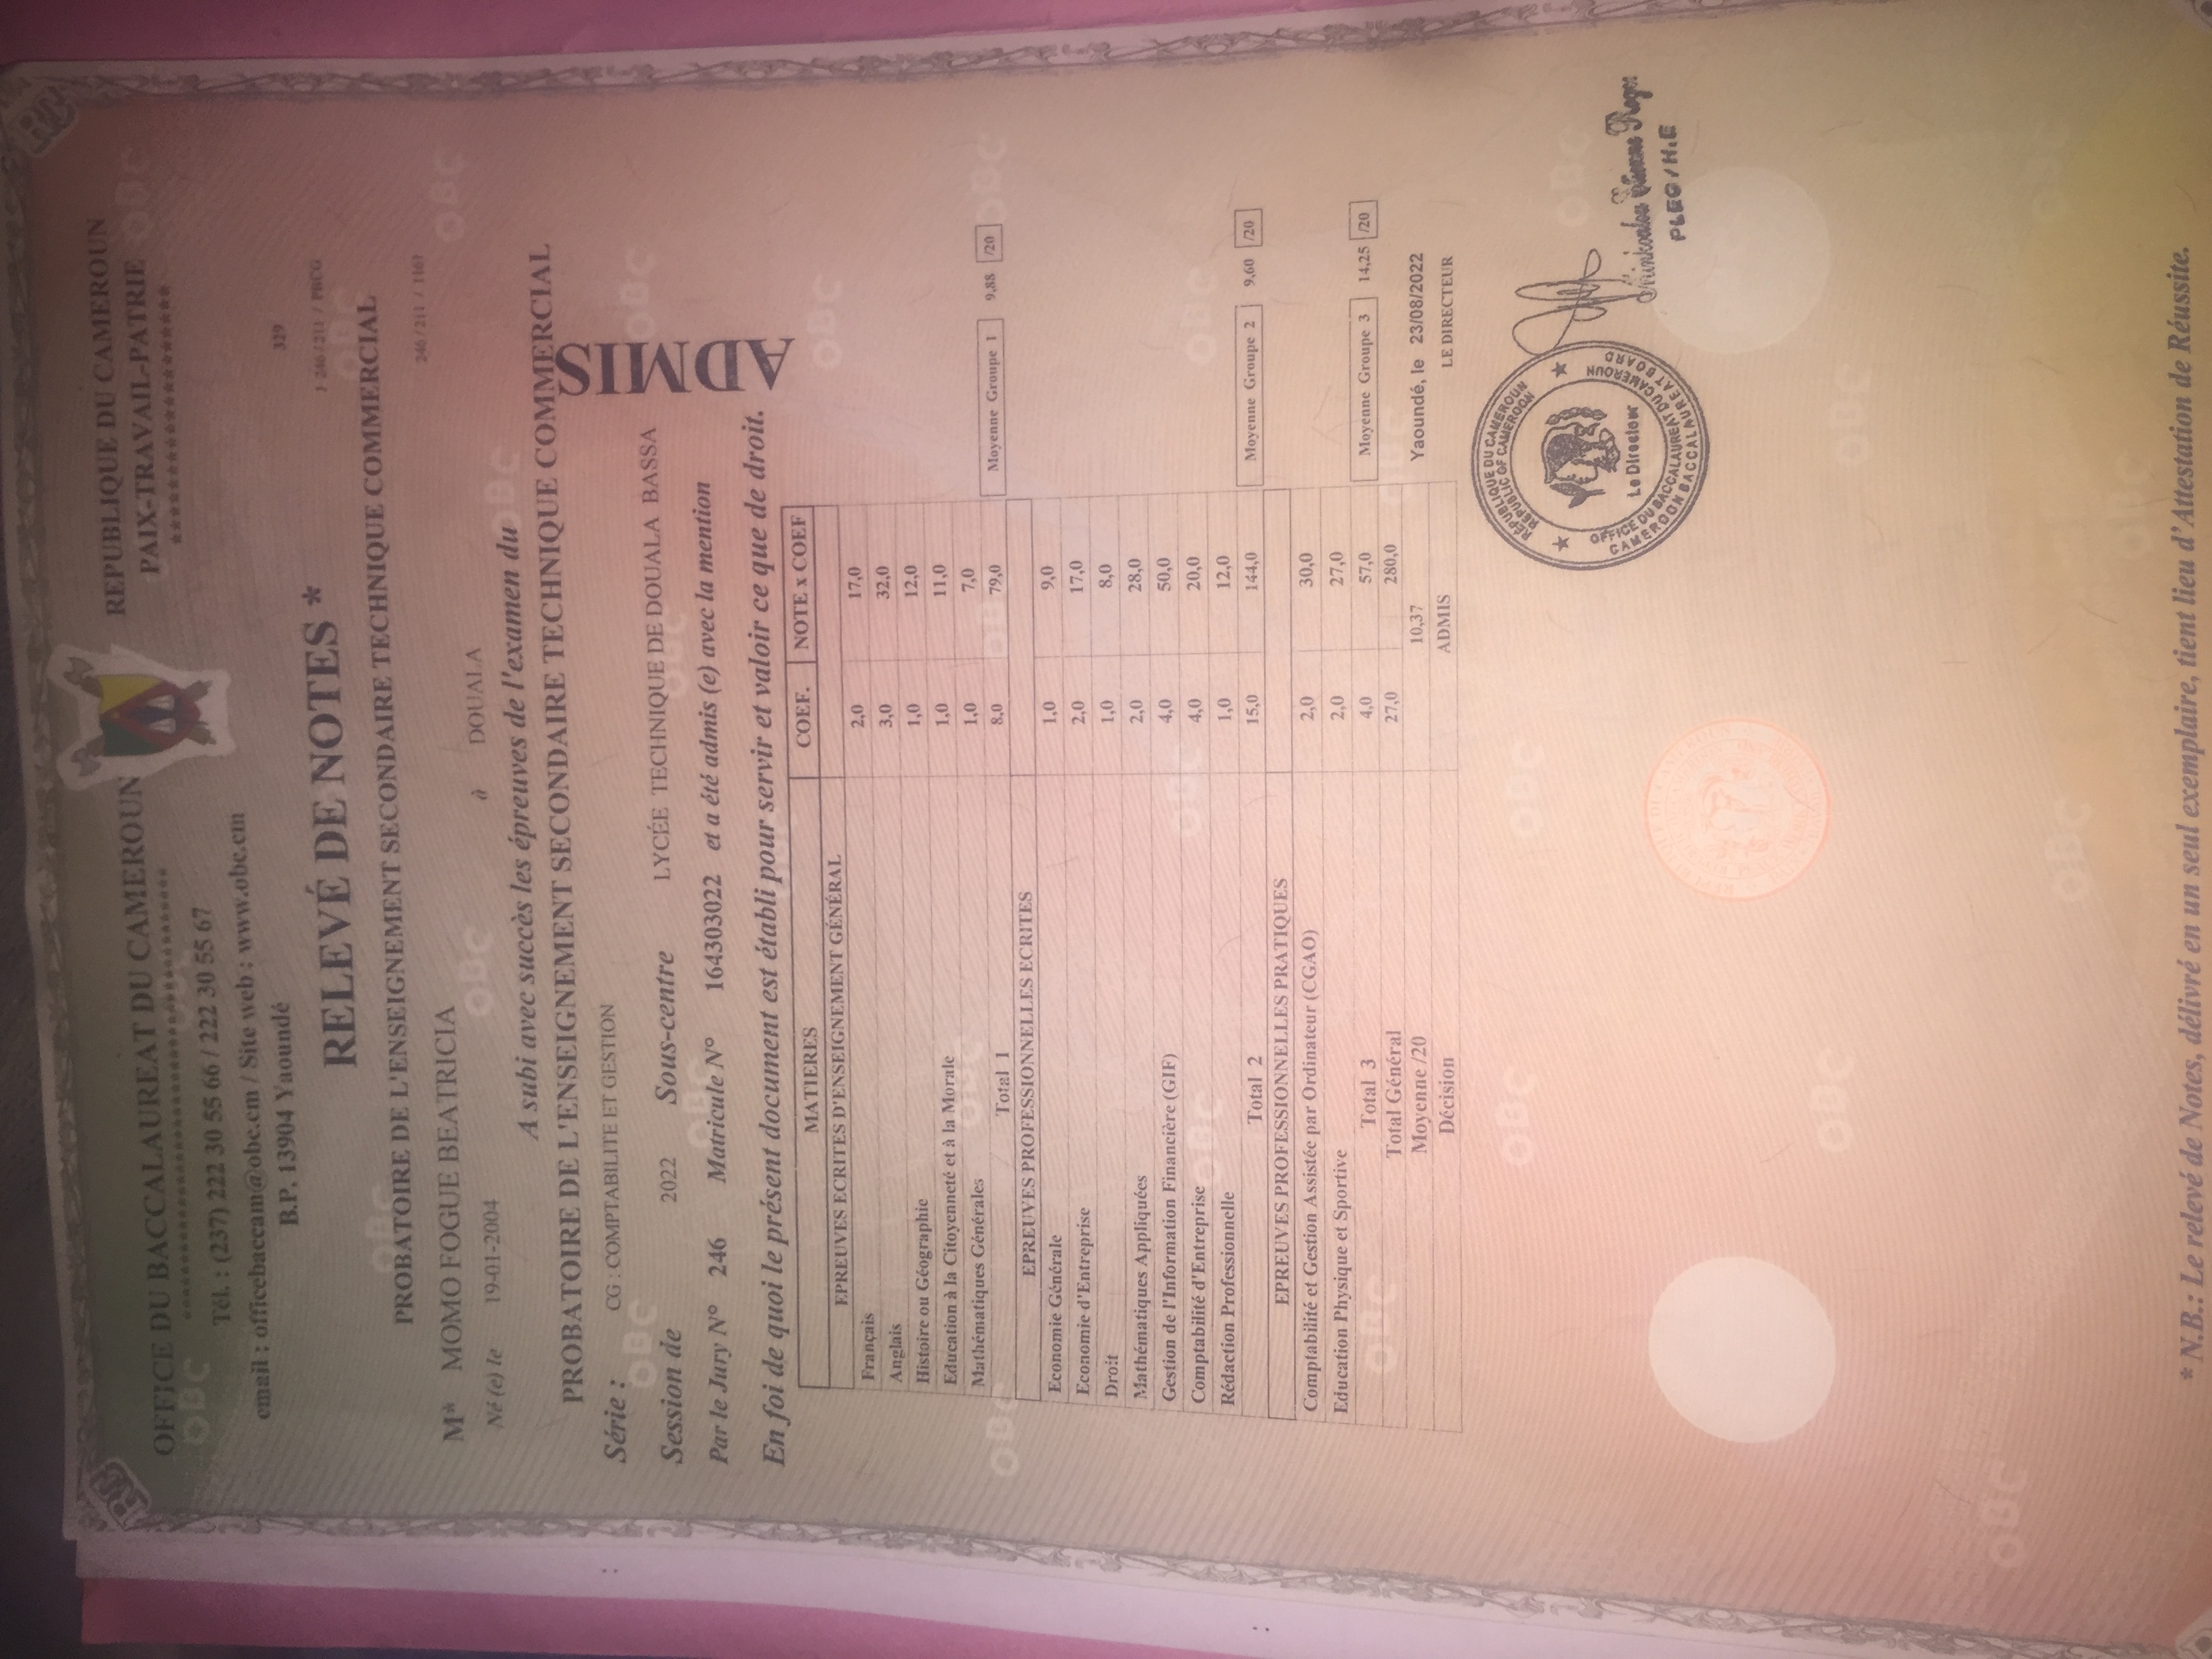 OFFICE DU BACCALAUREAT DU CAMEROUN
**********************************
Tél. : (237) 222 30 55 66 / 222 30 55 67
email : officebaccam@obc.cm / Site web : www.obc.cm
B.P. 13904 Yaoundé
REPUBLIQUE DU CAMEROUN
PAIX-TRAVAIL-PATRIE
*******************
329
RELEVÉ DE NOTES *
J 246/211 / PBCG
PROBATOIRE DE L'ENSEIGNEMENT SECONDAIRE TECHNIQUE COMMERCIAL
246/211 / 1161
M* MOMO FOGUE BEATRICIA
Né (e) le 19-01-2004 à DOUALA
A subi avec succès les épreuves de l'examen du
PROBATOIRE DE L'ENSEIGNEMENT SECONDAIRE TECHNIQUE COMMERCIAL
Série : CG : COMPTABILITE ET GESTION
Session de 2022 Sous-centre LYCÉE TECHNIQUE DE DOUALA BASSA
Par le Jury N° 246 Matricule N° 164303022 et a été admis (e) avec la mention
ADMIS
En foi de quoi le présent document est établi pour servir et valoir ce que de droit.
MATIERES COEF. NOTE x COEF
EPREUVES ECRITES D'ENSEIGNEMENT GÉNÉRAL
Français 2,0 17,0
Anglais 3,0 32,0
Histoire ou Géographie 1,0 12,0
Education à la Citoyenneté et à la Morale 1,0 11,0
Mathématiques Générales 1,0 7,0
Total 1 8,0 79,0 Moyenne Groupe 1 9,88 /20
EPREUVES PROFESSIONNELLES ECRITES
Economie Générale 1,0 9,0
Economie d'Entreprise 2,0 17,0
Droit 1,0 8,0
Mathématiques Appliquées 2,0 28,0
Gestion de l'Information Financière (GIF) 4,0 50,0
Comptabilité d'Entreprise 4,0 20,0
Rédaction Professionnelle 1,0 12,0
Total 2 15,0 144,0 Moyenne Groupe 2 9,60 /20
EPREUVES PROFESSIONNELLES PRATIQUES
Comptabilité et Gestion Assistée par Ordinateur (CGAO) 2,0 30,0
Education Physique et Sportive 2,0 27,0
Total 3 4,0 57,0 Moyenne Groupe 3 14,25 /20
Total Général 27,0 280,0
Moyenne /20 10,37 Yaoundé, le 23/08/2022
Décision ADMIS LE DIRECTEUR
RÉPUBLIQUE DU CAMEROUN
REPUBLIC OF CAMEROON
Le Directeur
OFFICE DU BACCALAUREAT DU CAMEROUN
CAMEROON BACCALAUREAT BOARD
Minkoulou Etienne Roger
PLEG / H.E
* N.B.: Le relevé de Notes, délivré en un seul exemplaire, tient lieu d'Attestation de Réussite.